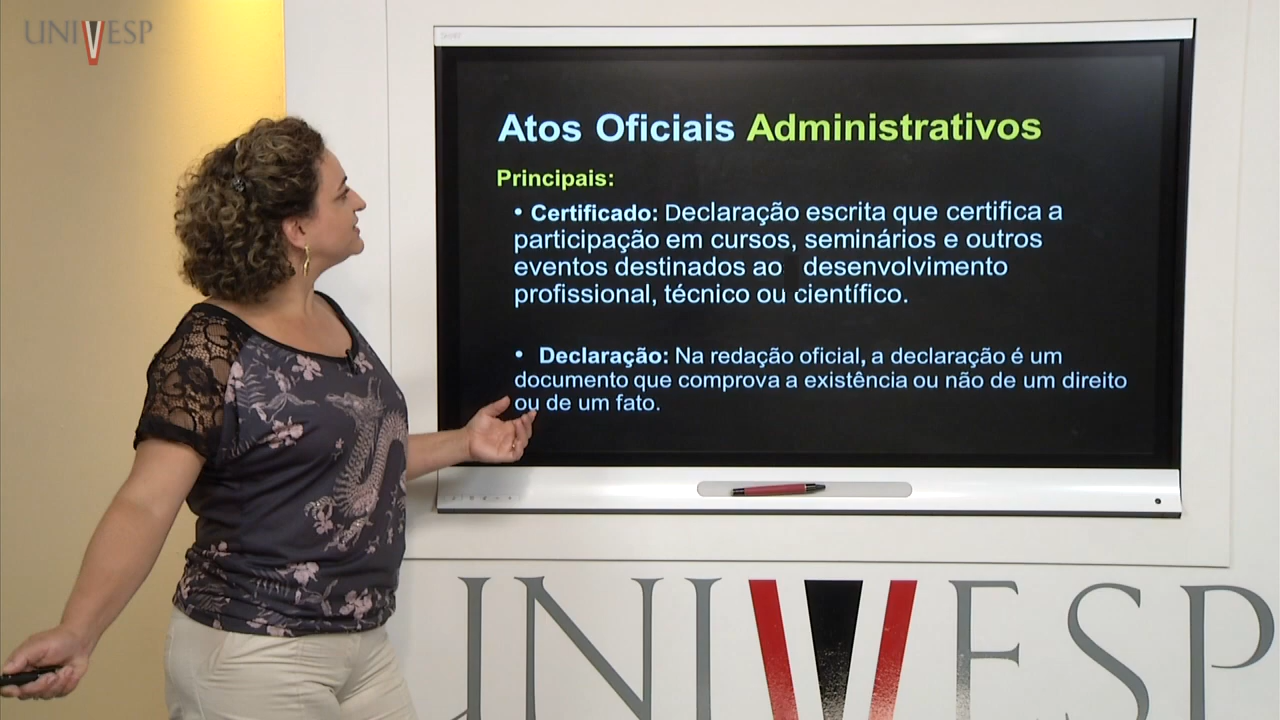 UNIVESP
Atos Oficiais Administrativos
Principais:
• Certificado: Declaração escrita que certifica a
participação em cursos, seminários e outros
eventos destinados ao desenvolvimento
profissional, técnico ou científico.
• Declaração: Na redação oficial, a declaração é um
documento que comprova a existência ou não de um direito
ou de um fato.
UNIVESP